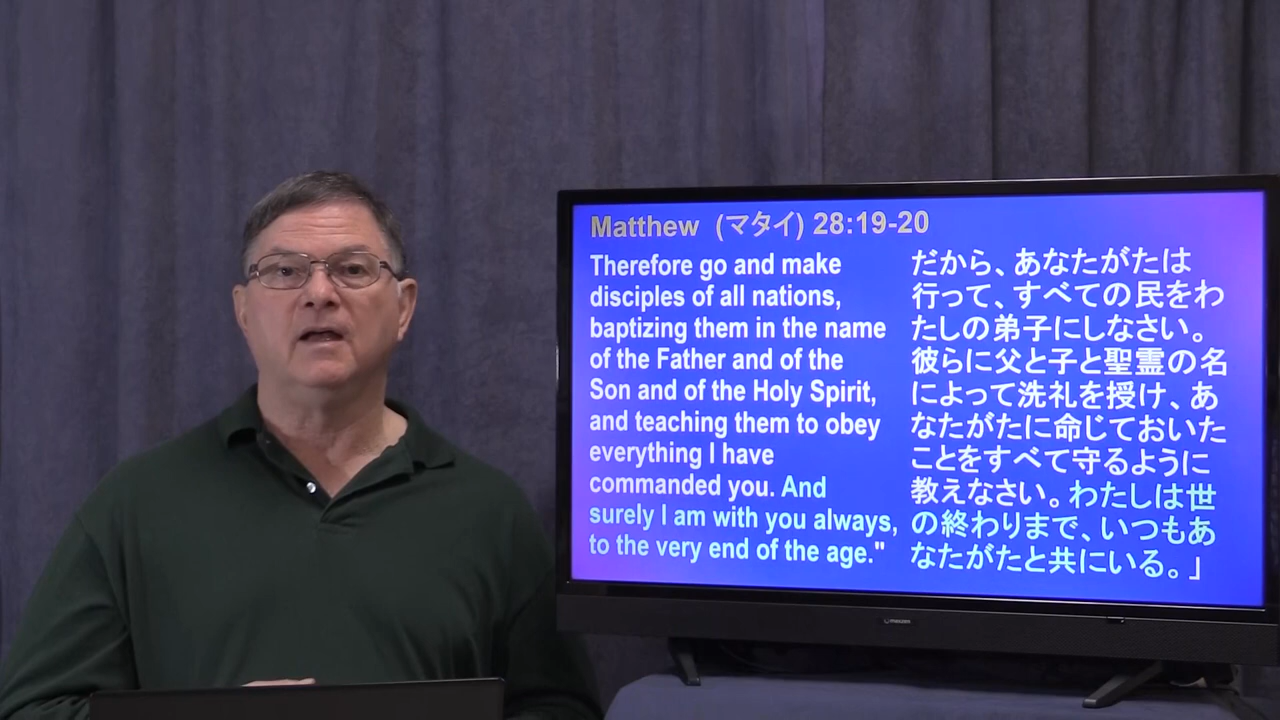 Matthew (マタイ) 28:19-20
Therefore go and make
disciples of all nations,
baptizing them in the name
of the Father and of the
Son and of the Holy Spirit,
and teaching them to obey
everything I have
commanded you. And
surely I am with you always,
to the very end of the age."
だから、あなたがたは
行って、すべての民をわ
たしの弟子にしなさい。
彼らに父と子と聖霊の名
によって洗礼を授け、あ
なたがたに命じておいた
ことをすべて守るように
教えなさい。わたしは世
の終わりまで、いつもあ
なたがたと共にいる。」